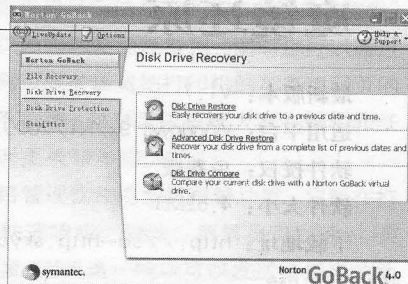 Norton GoBack
LiveUpdate Options Help & Support
Norton GoBack
File Recovery
Disk Drive Recovery
Disk Drive Protection
Statistics
Disk Drive Recovery
Disk Drive Restore
Easily recovers your disk drive to a previous date and time.
Advanced Disk Drive Restore
Recover your disk drive from a complete list of previous dates and times.
Disk Drive Compare
Compare your current disk drive with a Norton GoBack virtual drive.
symantec.
Norton GoBack 4.0